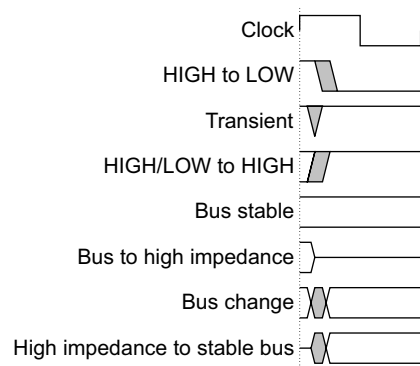 Clock
HIGH to LOW
Transient
HIGH/LOW to HIGH
Bus stable
Bus to high impedance
Bus change
High impedance to stable bus